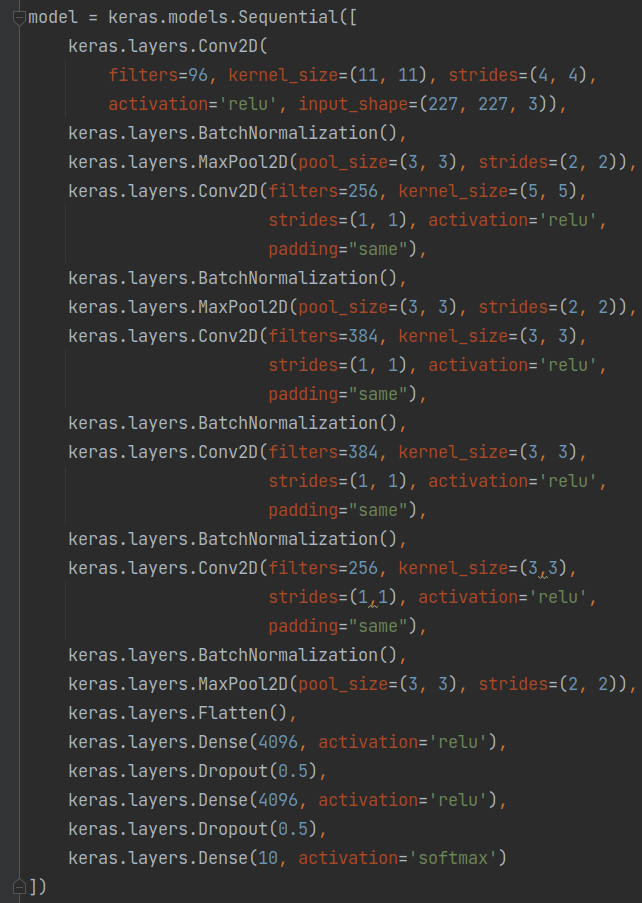 model = keras.models.Sequential([
    keras.layers.Conv2D(
        filters=96, kernel_size=(11, 11), strides=(4, 4),
        activation='relu', input_shape=(227, 227, 3)),
    keras.layers.BatchNormalization(),
    keras.layers.MaxPool2D(pool_size=(3, 3), strides=(2, 2)),
    keras.layers.Conv2D(filters=256, kernel_size=(5, 5),
                        strides=(1, 1), activation='relu',
                        padding="same"),
    keras.layers.BatchNormalization(),
    keras.layers.MaxPool2D(pool_size=(3, 3), strides=(2, 2)),
    keras.layers.Conv2D(filters=384, kernel_size=(3, 3),
                        strides=(1, 1), activation='relu',
                        padding="same"),
    keras.layers.BatchNormalization(),
    keras.layers.Conv2D(filters=384, kernel_size=(3, 3),
                        strides=(1, 1), activation='relu',
                        padding="same"),
    keras.layers.BatchNormalization(),
    keras.layers.Conv2D(filters=256, kernel_size=(3,3),
                        strides=(1,1), activation='relu',
                        padding="same"),
    keras.layers.BatchNormalization(),
    keras.layers.MaxPool2D(pool_size=(3, 3), strides=(2, 2)),
    keras.layers.Flatten(),
    keras.layers.Dense(4096, activation='relu'),
    keras.layers.Dropout(0.5),
    keras.layers.Dense(4096, activation='relu'),
    keras.layers.Dropout(0.5),
    keras.layers.Dense(10, activation='softmax')
])